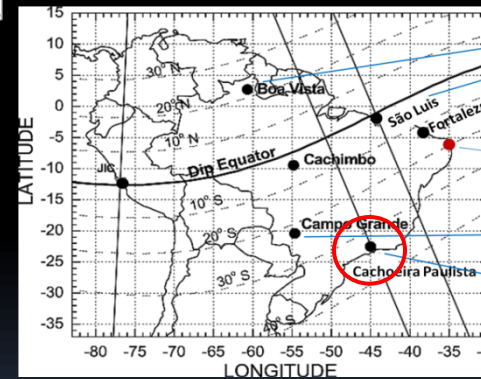 15
10
5
0
-5
-10
-15
-20
-25
-30
-35
LATITUDE
30° N
20° N
10° N
10° S
20° S
30° S
40° S
Boa Vista
São Luis
Fortaleza
Dip Equator
Cachimbo
JIC
Campo Grande
Cachoeira Paulista
-80 -75 -70 -65 -60 -55 -50 -45 -40 -35
LONGITUDE